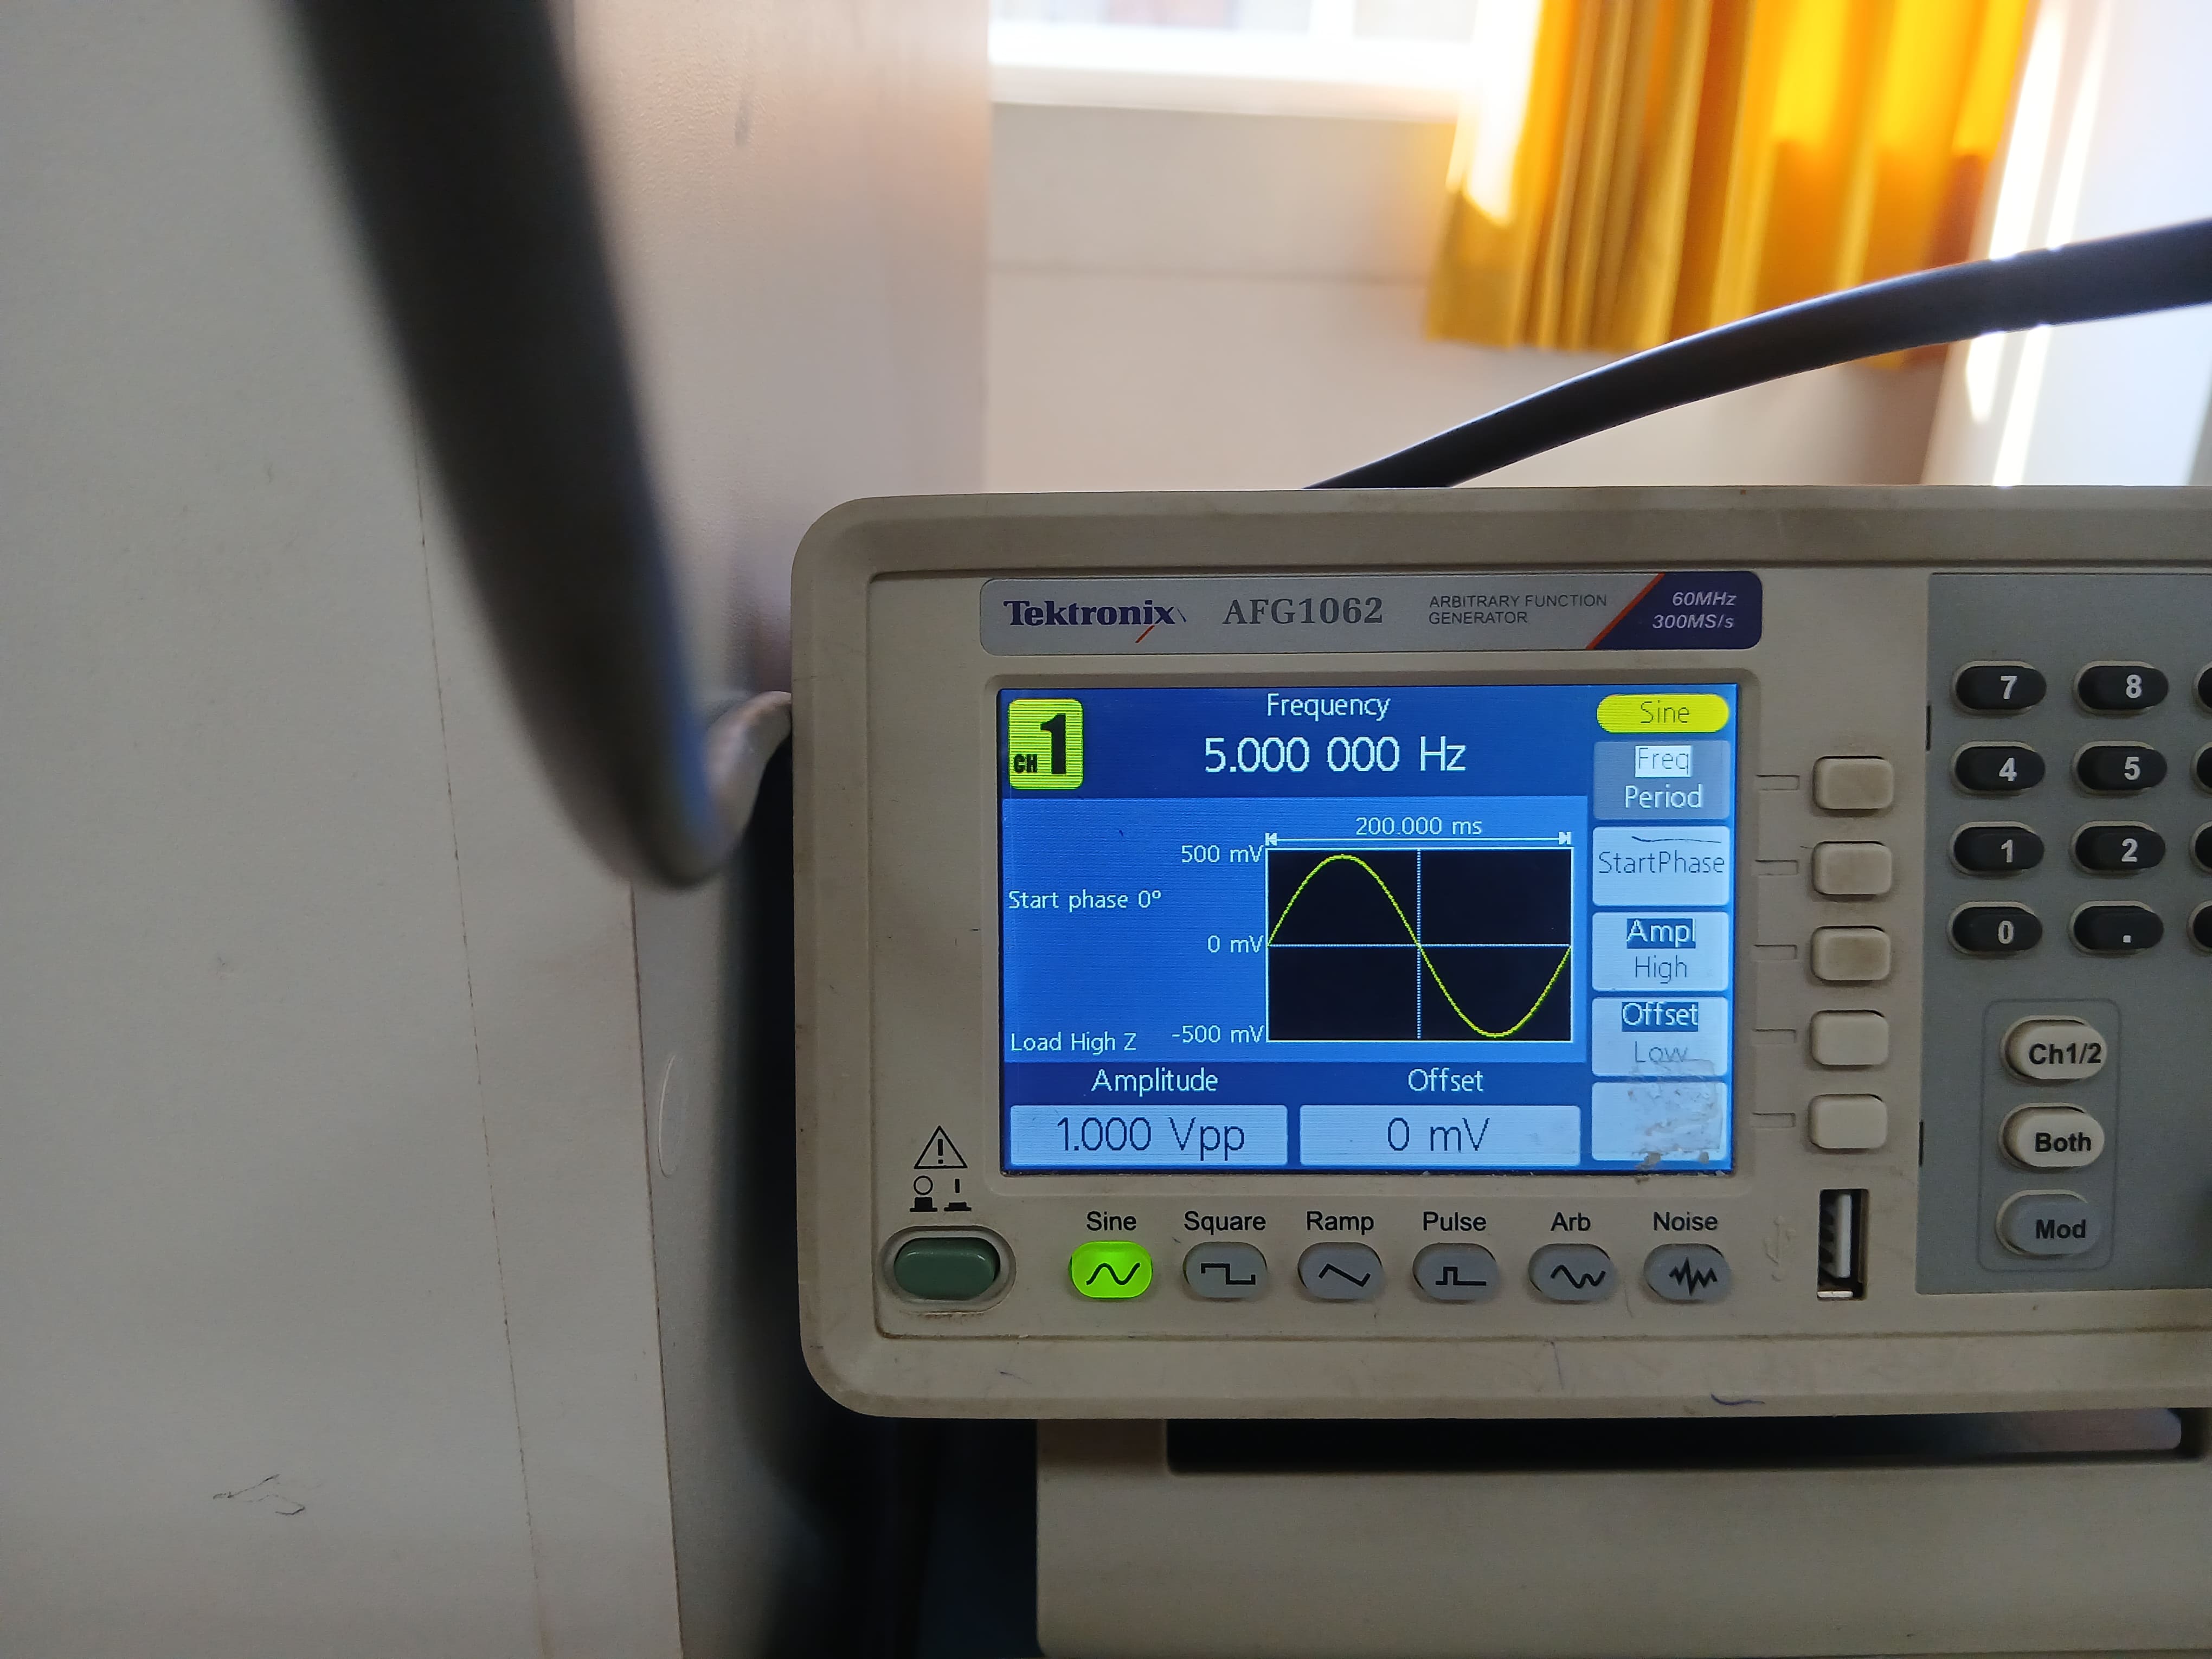 Tektronix AFG1062 ARBITRARY FUNCTION GENERATOR 60MHz 300MS/s
CH 1
Frequency
5.000 000 Hz
Sine
Freq
Period
StartPhase
Ampl
High
Offset
Low
200.000 ms
500 mV
Start phase 0°
0 mV
Load High Z
-500 mV
Amplitude Offset
1.000 Vpp 0 mV
Sine Square Ramp Pulse Arb Noise
7 8
4 5
1 2
0 .
Ch1/2
Both
Mod